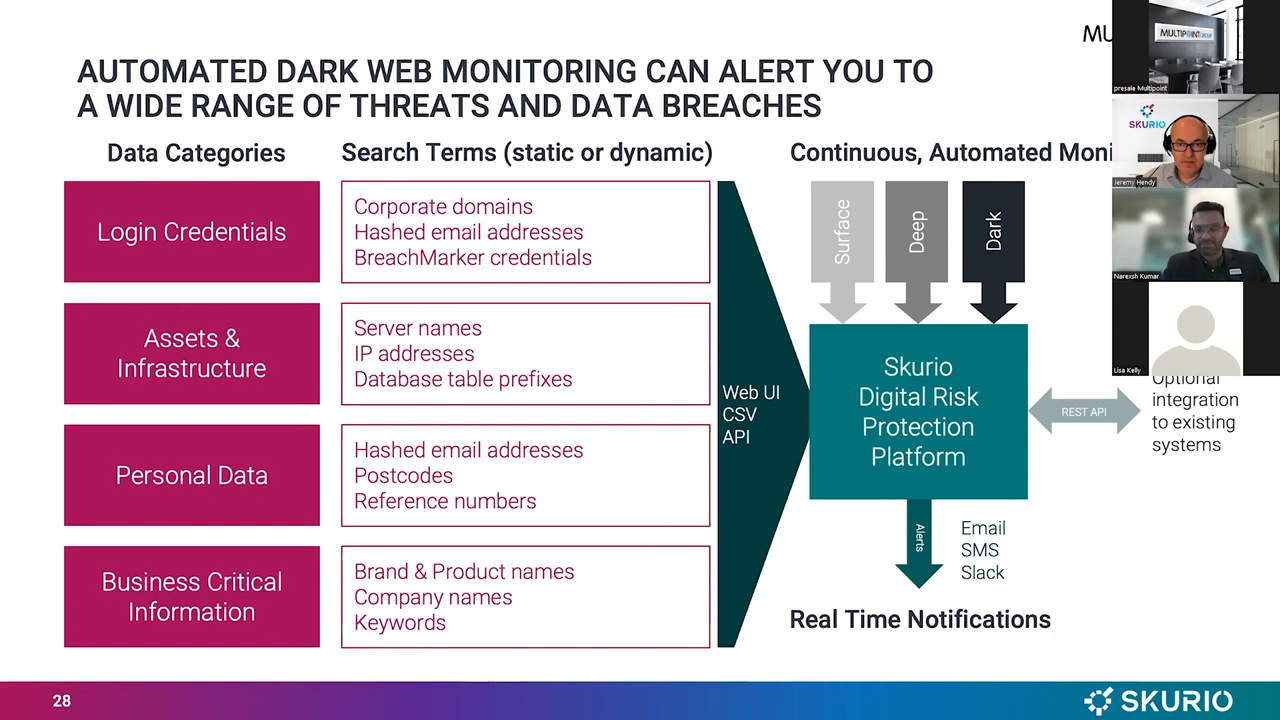 MU
AUTOMATED DARK WEB MONITORING CAN ALERT YOU TO
A WIDE RANGE OF THREATS AND DATA BREACHES
Data Categories
Search Terms (static or dynamic)
Continuous, Automated Moni
Login Credentials
Corporate domains
Hashed email addresses
BreachMarker credentials
Assets &
Infrastructure
Server names
IP addresses
Database table prefixes
Personal Data
Hashed email addresses
Postcodes
Reference numbers
Business Critical
Information
Brand & Product names
Company names
Keywords
Web UI
CSV
API
Surface
Deep
Dark
Skurio
Digital Risk
Protection
Platform
REST API
Optional
integration
to existing
systems
Alerts
Email
SMS
Slack
Real Time Notifications
28
SKURIO
MULTIPOINT GROUP
presale Multipoint
SKURIO
Jeremy Hendy
Narexsh Kumar
Lisa Kelly